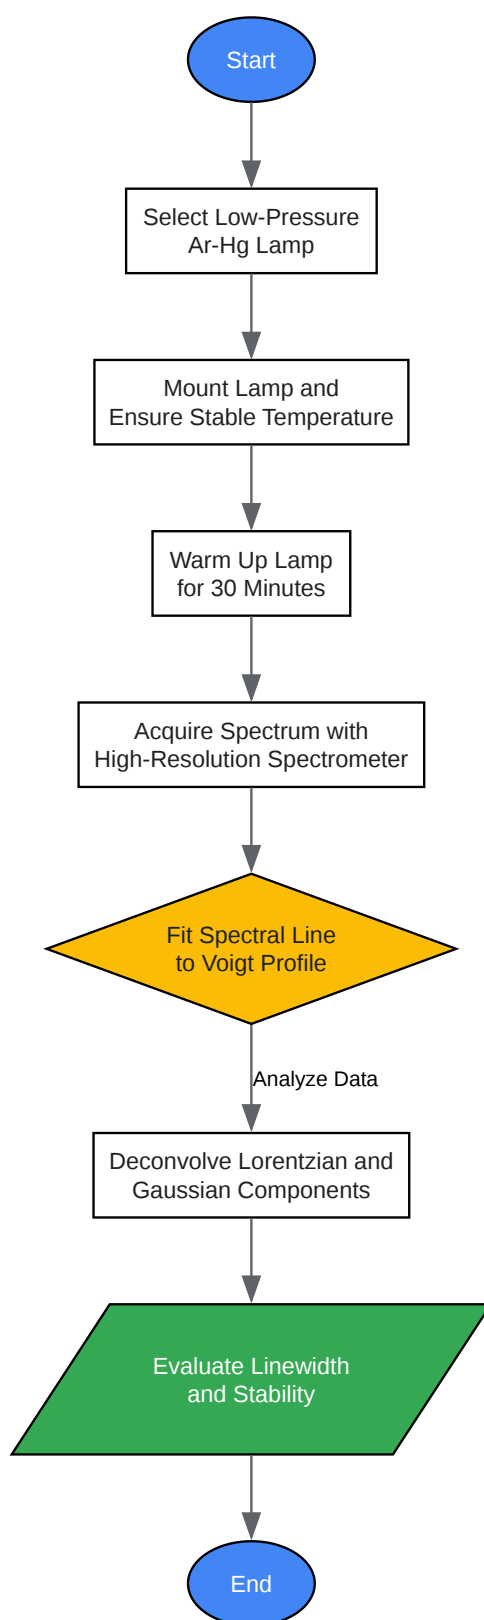 Start
Select Low-Pressure
Ar-Hg Lamp
Mount Lamp and
Ensure Stable Temperature
Warm Up Lamp
for 30 Minutes
Acquire Spectrum with
High-Resolution Spectrometer
Fit Spectral Line
to Voigt Profile
Analyze Data
Deconvolve Lorentzian and
Gaussian Components
Evaluate Linewidth
and Stability
End